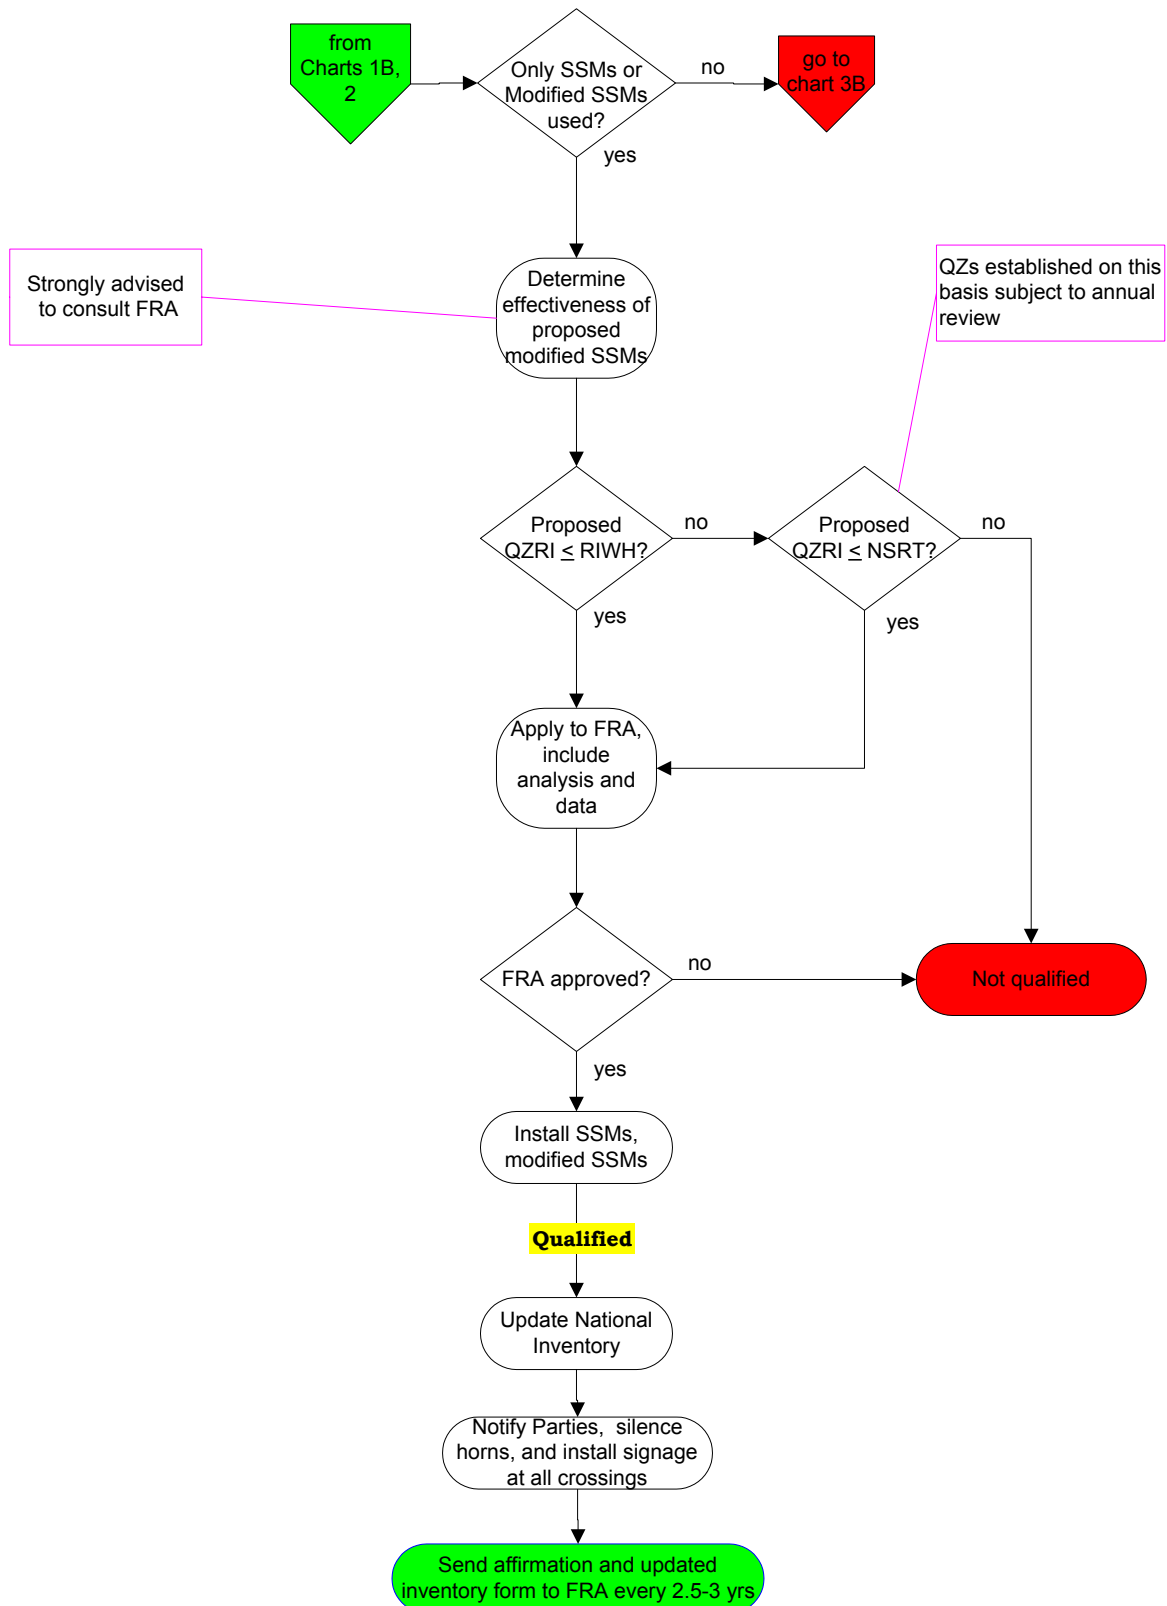 from
Charts 1B,
2
Only SSMs or
Modified SSMs
used?
no
go to
chart 3B
yes
Strongly advised
to consult FRA
Determine
effectiveness of
proposed
modified SSMs
QZs established on this
basis subject to annual
review
Proposed
QZRI ≤ RIWH?
no
Proposed
QZRI ≤ NSRT?
no
yes
yes
Apply to FRA,
include
analysis and
data
FRA approved?
no
Not qualified
yes
Install SSMs,
modified SSMs
Qualified
Update National
Inventory
Notify Parties, silence
horns, and install signage
at all crossings
Send affirmation and updated
inventory form to FRA every 2.5-3 yrs